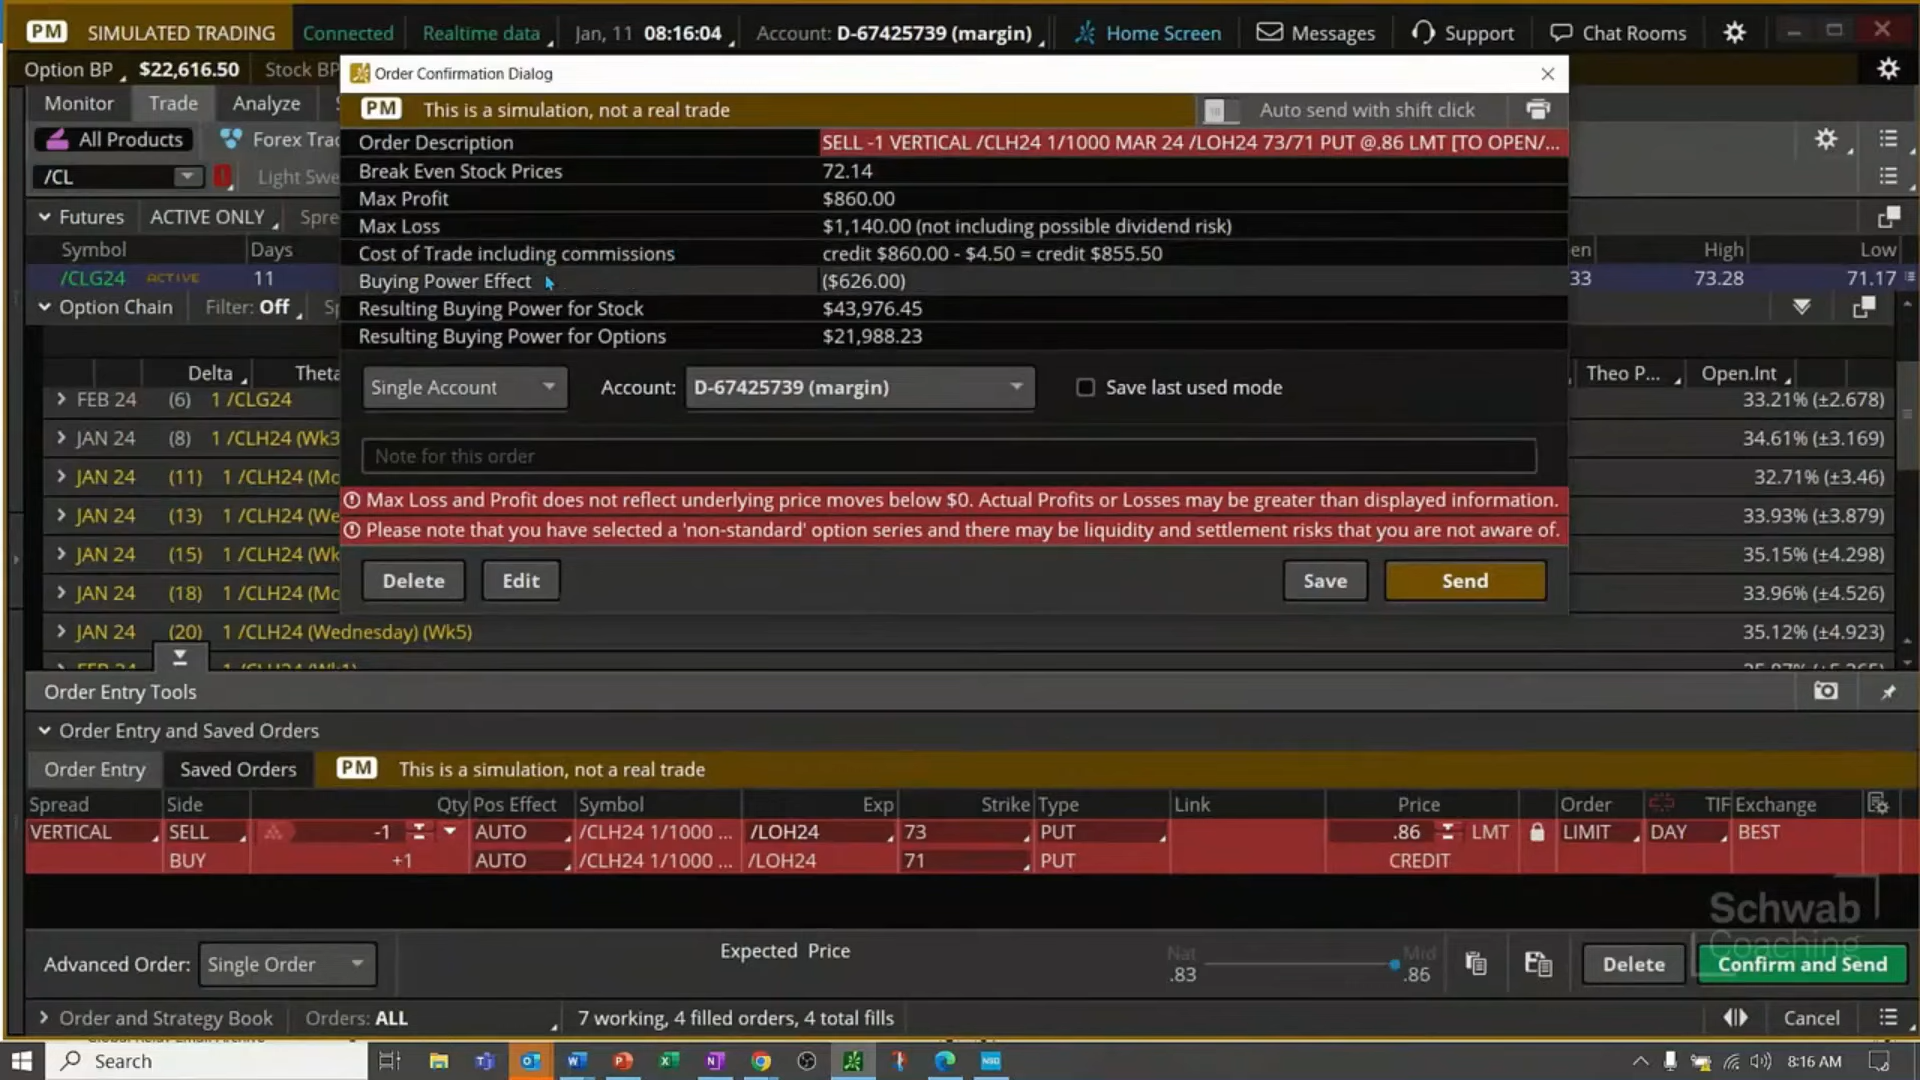 PM SIMULATED TRADING Connected Realtime data Jan, 11 08:16:04 Account: D-67425739 (margin) Home Screen Messages Support Chat Rooms
Option BP $22,616.50 Stock BP
Order Confirmation Dialog
Monitor Trade Analyze
PM This is a simulation, not a real trade Auto send with shift click
All Products Forex Tra
Order Description SELL -1 VERTICAL /CLH24 1/1000 MAR 24 /LOH24 73/71 PUT @.86 LMT [TO OPEN/...
/CL Light Swe
Break Even Stock Prices 72.14
Max Profit $860.00
Futures ACTIVE ONLY Spre
Max Loss $1,140.00 (not including possible dividend risk)
Symbol Days en High Low
Cost of Trade including commissions credit $860.00 - $4.50 = credit $855.50
/CLG24 ACTIVE 11 33 73.28 71.17
Buying Power Effect ($626.00)
Option Chain Filter: Off
Resulting Buying Power for Stock $43,976.45
Resulting Buying Power for Options $21,988.23
Delta Theta Theo P... Open.Int
Single Account Account: D-67425739 (margin) Save last used mode
FEB 24 (6) 1 /CLG24 33.21% (±2.678)
JAN 24 (8) 1 /CLH24 (Wk3 34.61% (±3.169)
Note for this order
JAN 24 (11) 1 /CLH24 (Mo 32.71% (±3.46)
Max Loss and Profit does not reflect underlying price moves below $0. Actual Profits or Losses may be greater than displayed information.
JAN 24 (13) 1 /CLH24 (We 33.93% (±3.879)
Please note that you have selected a 'non-standard' option series and there may be liquidity and settlement risks that you are not aware of.
JAN 24 (15) 1 /CLH24 (Wk 35.15% (±4.298)
Delete Edit Save Send
JAN 24 (18) 1 /CLH24 (Mo 33.96% (±4.526)
JAN 24 (20) 1 /CLH24 (Wednesday) (Wk5) 35.12% (±4.923)
Order Entry Tools
Order Entry and Saved Orders
Order Entry Saved Orders PM This is a simulation, not a real trade
Spread Side Qty Pos Effect Symbol Exp Strike Type Link Price Order TIF Exchange
VERTICAL SELL -1 AUTO /CLH24 1/1000 ... /LOH24 73 PUT .86 LMT LIMIT DAY BEST
BUY +1 AUTO /CLH24 1/1000 ... /LOH24 71 PUT CREDIT
Schwab
Coaching
Advanced Order: Single Order Expected Price Nat .83 Mid .86 Delete Confirm and Send
Order and Strategy Book Orders: ALL 7 working, 4 filled orders, 4 total fills Cancel
Search 8:16 AM